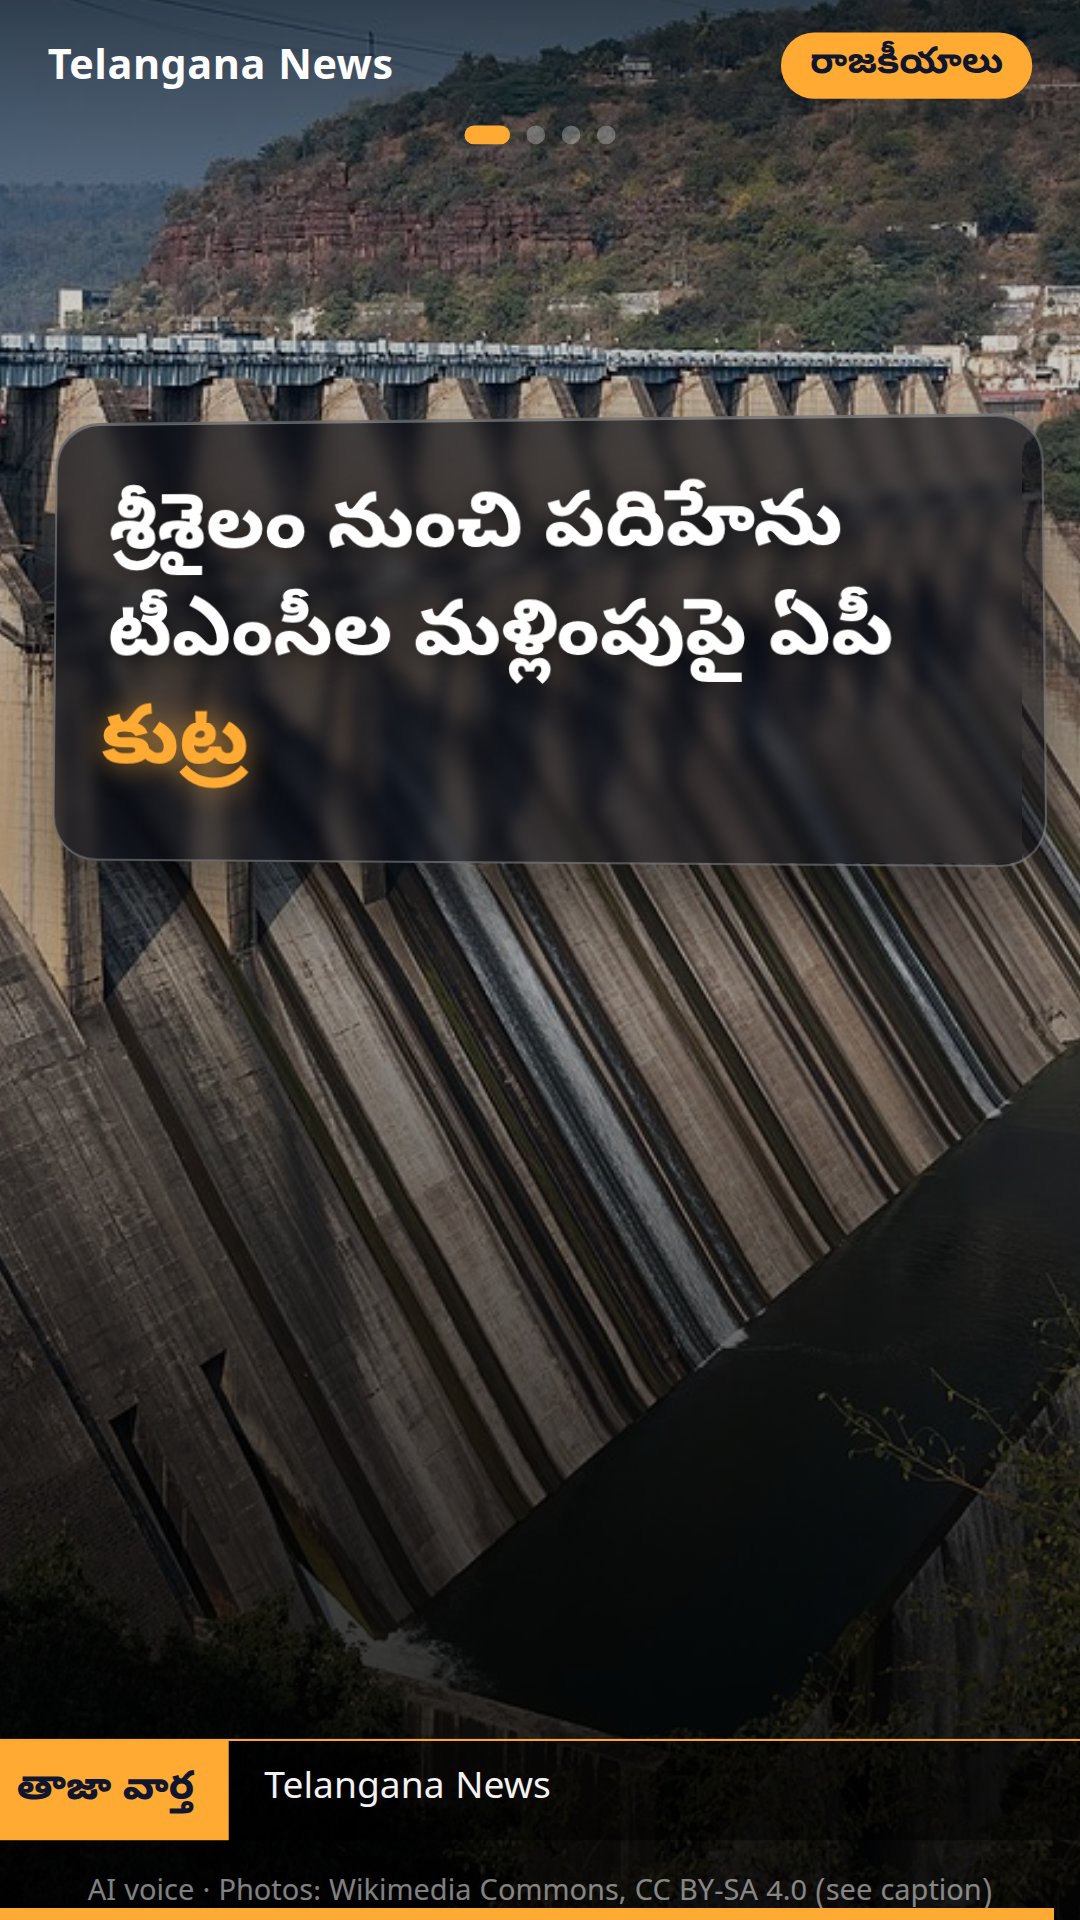 Telangana News
రాజకీయాలు
శ్రీశైలం నుంచి పదిహేను
టీఎంసీల మళ్లింపుపై ఏపీ
కుట్ర
తాజా వార్త
Telangana News
AI voice · Photos: Wikimedia Commons, CC BY-SA 4.0 (see caption)